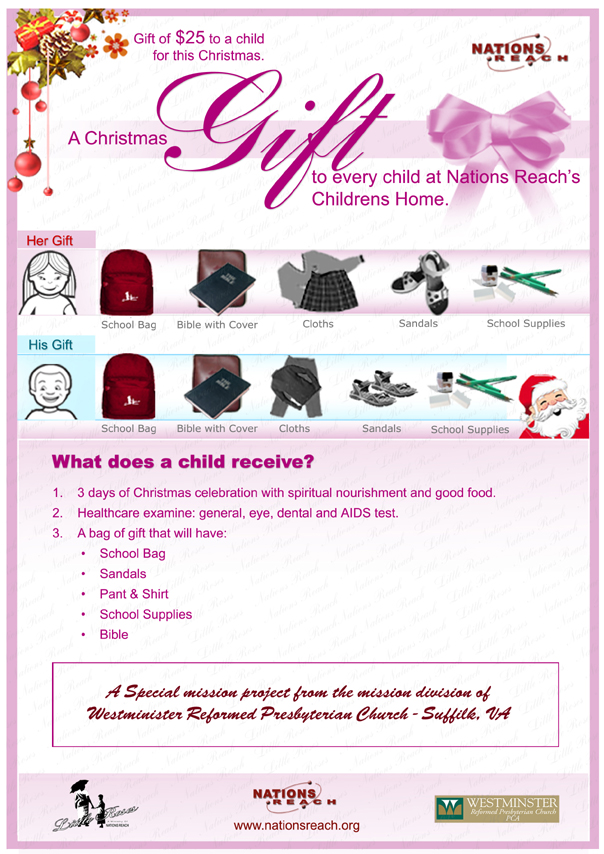 Gift of $25 to a child
for this Christmas.
NATIONS
REACH
A Christmas
Gift
to every child at Nations Reach's
Childrens Home.
Her Gift
School Bag
Bible with Cover
Cloths
Sandals
School Supplies
His Gift
School Bag
Bible with Cover
Cloths
Sandals
School Supplies
What does a child receive?
1. 3 days of Christmas celebration with spiritual nourishment and good food.
2. Healthcare examine: general, eye, dental and AIDS test.
3. A bag of gift that will have:
• School Bag
• Sandals
• Pant & Shirt
• School Supplies
• Bible
A Special mission project from the mission division of
Westminister Reformed Presbyterian Church - Suffilk, VA
NATIONS
REACH
www.nationsreach.org
WESTMINSTER
Reformed Presbyterian Church
PCA